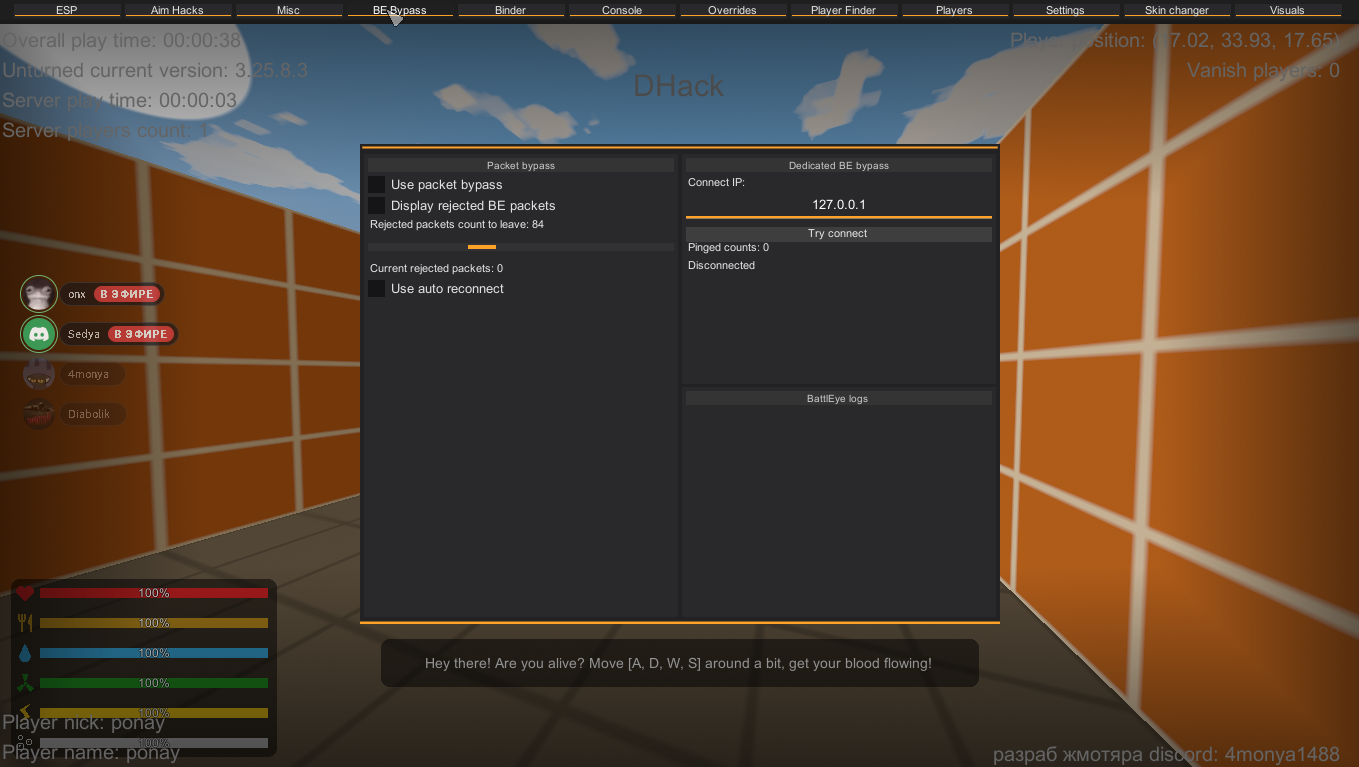 ESP
Aim Hacks
Misc
BE Bypass
Binder
Console
Overrides
Player Finder
Players
Settings
Skin changer
Visuals
Overall play time: 00:00:38
Unturned current version: 3.25.8.3
Server play time: 00:00:03
Server players count: 1
Player position: ( 7.02, 33.93, 17.65)
Vanish players: 0
DHack
Packet bypass
Use packet bypass
Display rejected BE packets
Rejected packets count to leave: 84
Current rejected packets: 0
Use auto reconnect
Dedicated BE bypass
Connect IP:
127.0.0.1
Try connect
Pinged counts: 0
Disconnected
BattlEye logs
onx В ЭФИРЕ
Sedya В ЭФИРЕ
4monya
Diabolik
100%
100%
100%
100%
100%
100%
Hey there! Are you alive? Move [A, D, W, S] around a bit, get your blood flowing!
Player nick: ponay
Player name: ponay
разраб жмотяра discord: 4monya1488